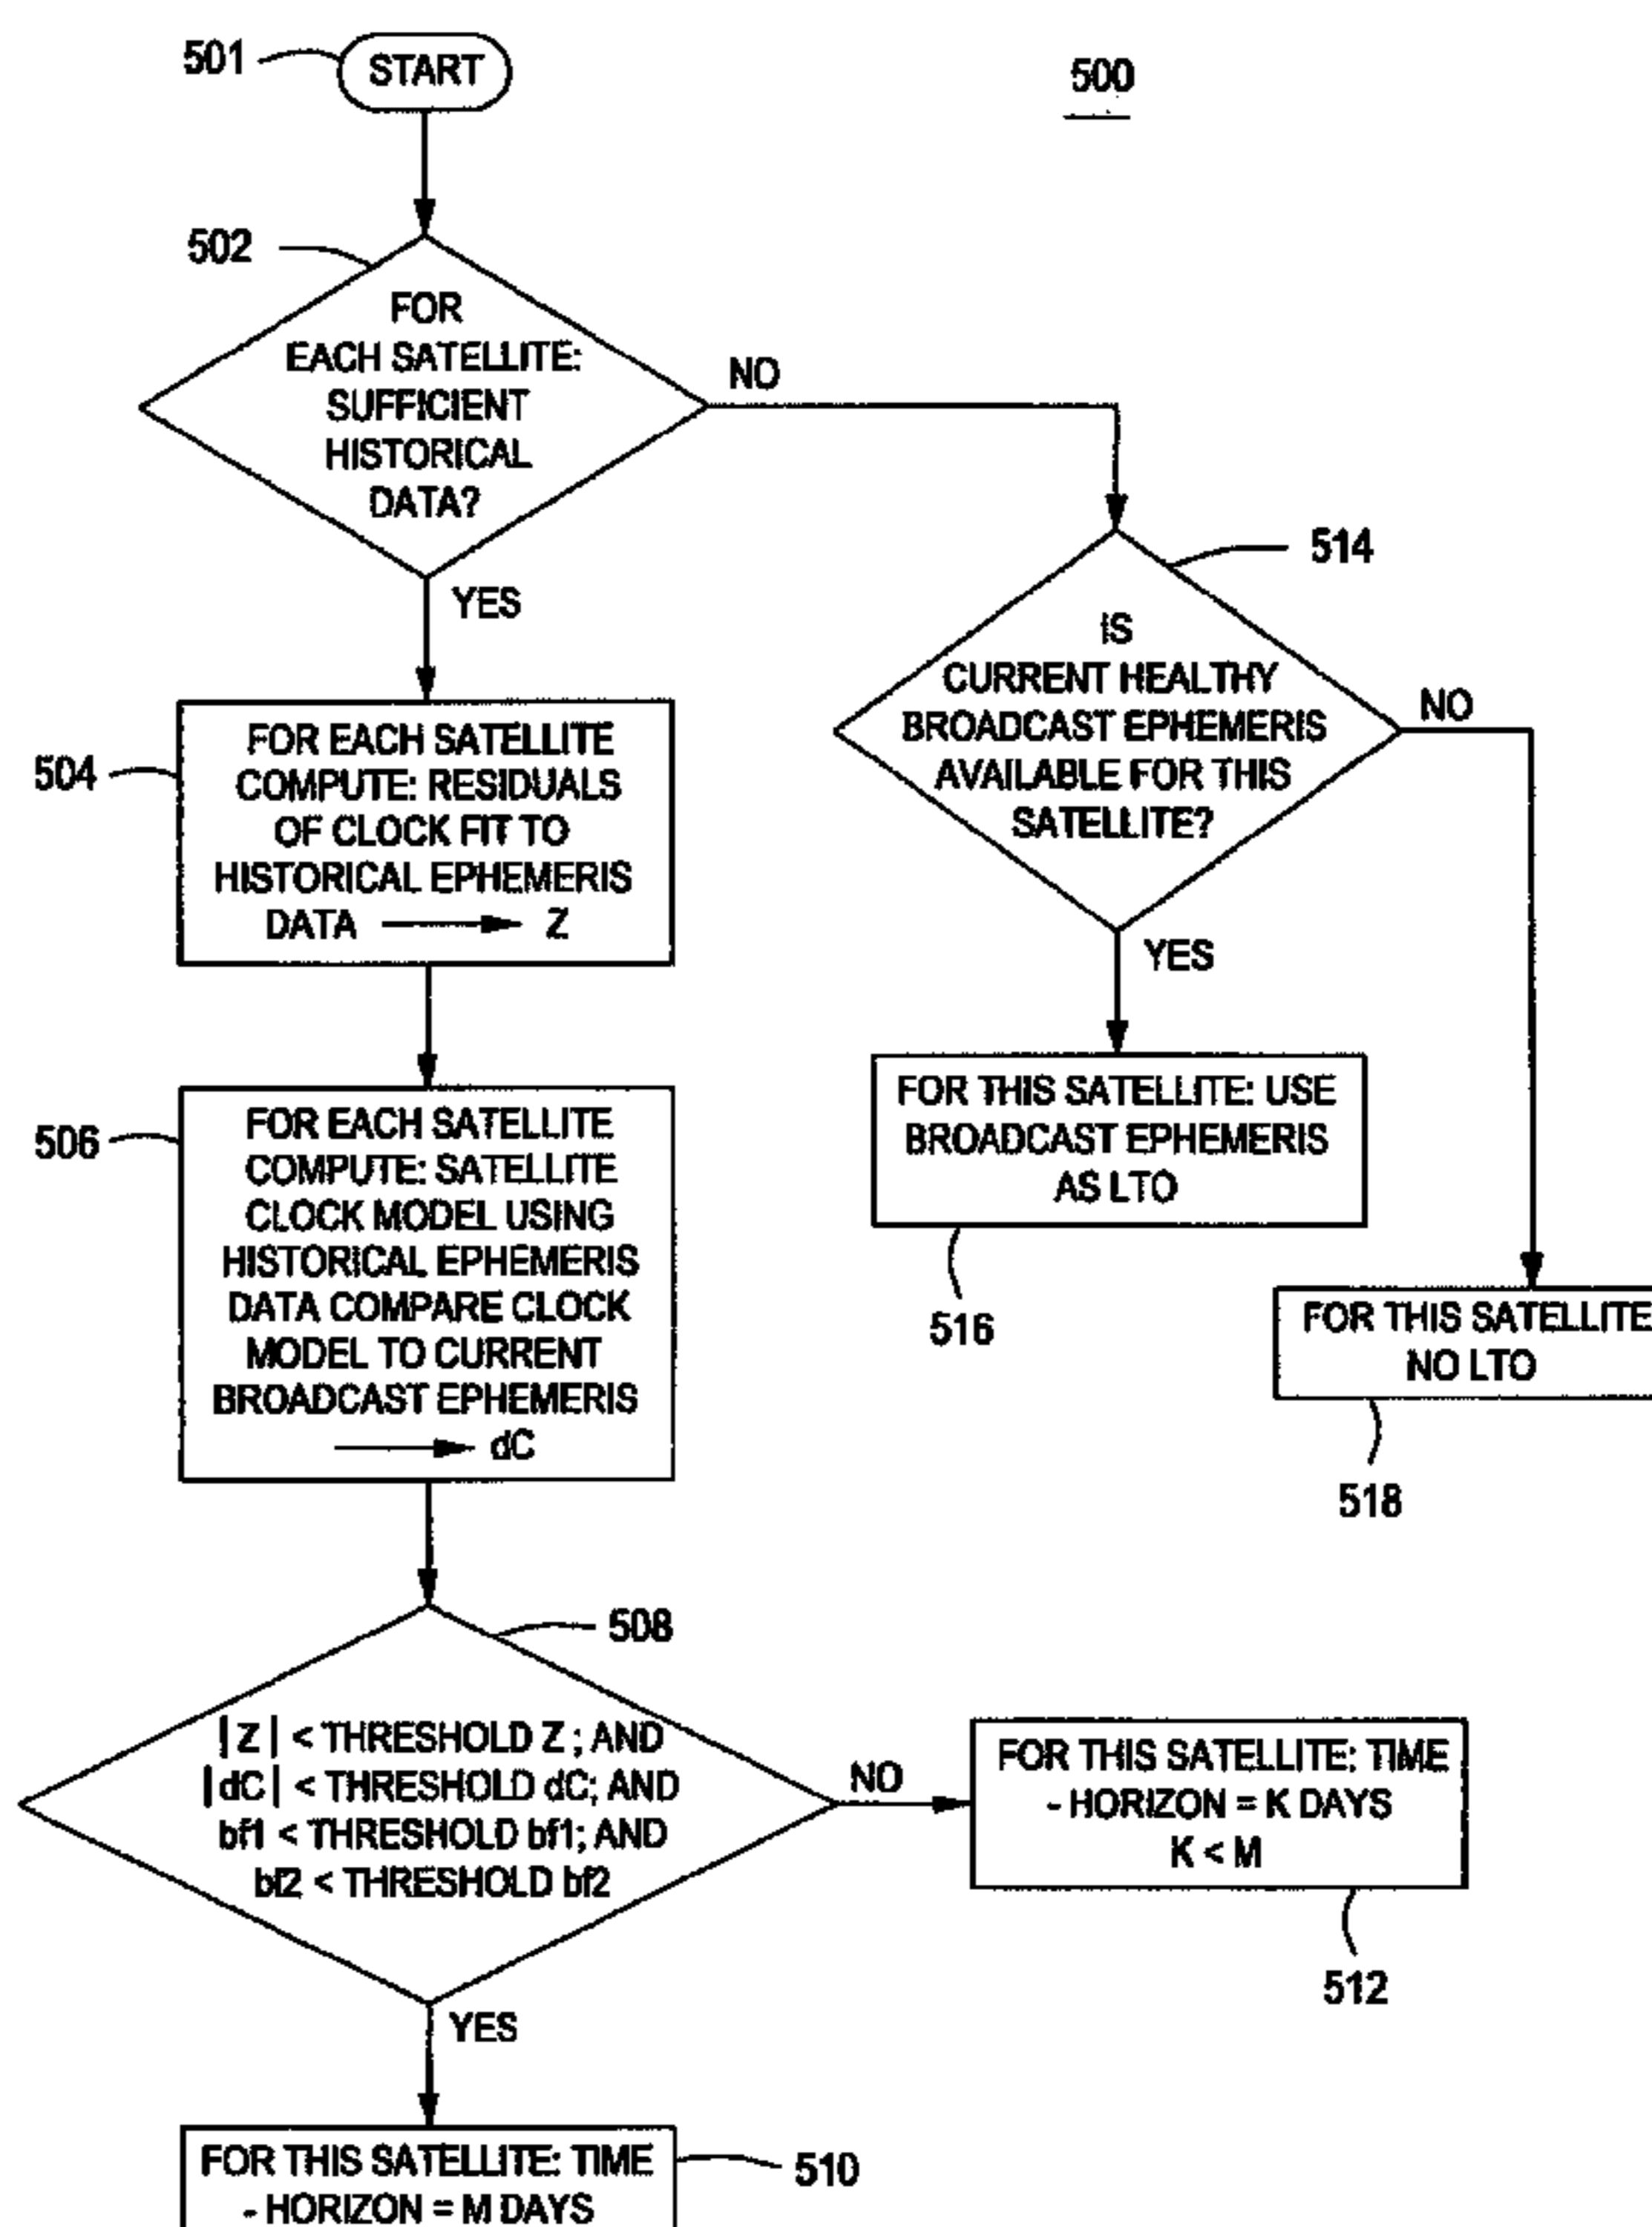 501
START
500
502
FOR
EACH SATELLITE:
SUFFICIENT
HISTORICAL
DATA?
NO
YES
514
IS
CURRENT HEALTHY
BROADCAST EPHEMERIS
AVAILABLE FOR THIS
SATELLITE?
NO
YES
504
FOR EACH SATELLITE
COMPUTE: RESIDUALS
OF CLOCK FIT TO
HISTORICAL EPHEMERIS
DATA → Z
506
FOR EACH SATELLITE
COMPUTE: SATELLITE
CLOCK MODEL USING
HISTORICAL EPHEMERIS
DATA COMPARE CLOCK
MODEL TO CURRENT
BROADCAST EPHEMERIS
→ dC
FOR THIS SATELLITE: USE
BROADCAST EPHEMERIS
AS LTO
516
FOR THIS SATELLITE
NO LTO
518
508
|Z| < THRESHOLD Z ; AND
|dC| < THRESHOLD dC; AND
bf1 < THRESHOLD bf1; AND
bf2 < THRESHOLD bf2
NO
YES
FOR THIS SATELLITE: TIME
- HORIZON = K DAYS
K < M
512
FOR THIS SATELLITE: TIME
- HORIZON = M DAYS
510